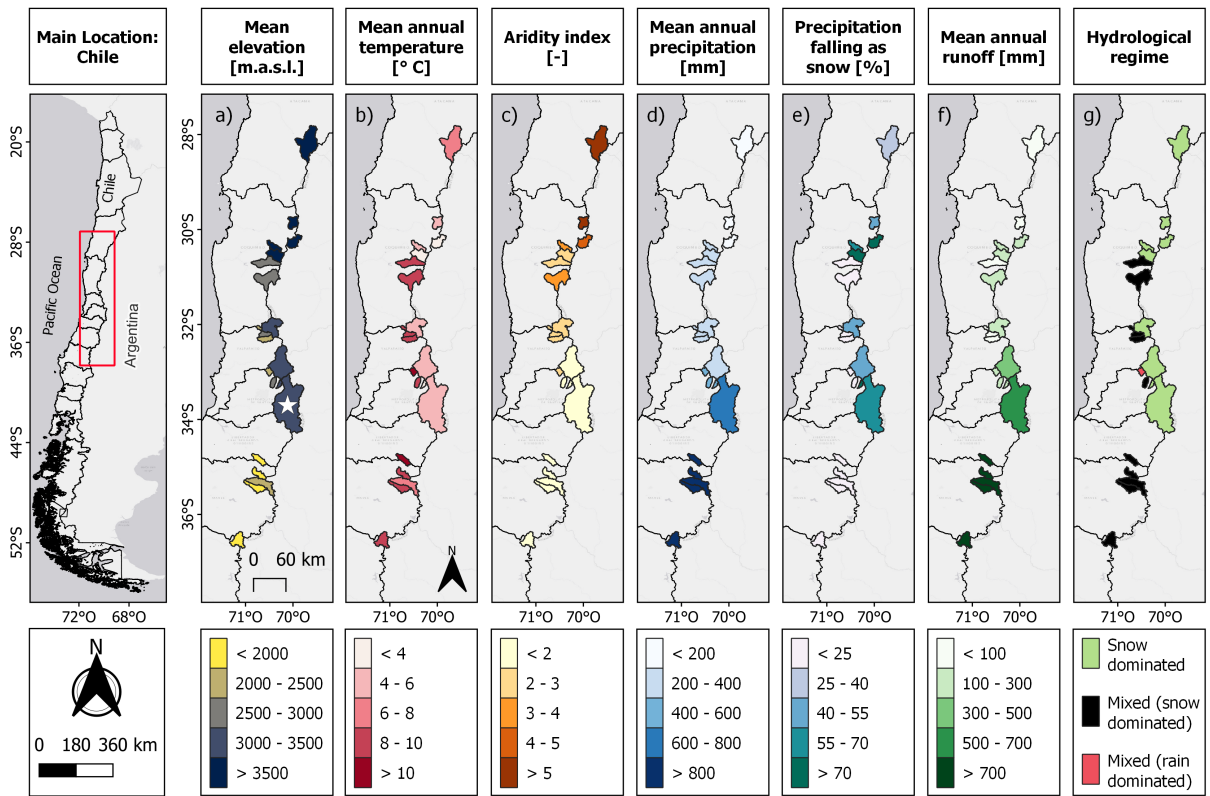 Main Location:
Chile
Mean
elevation
[m.a.s.l.]
Mean annual
temperature
[° C]
Aridity index
[-]
Mean annual
precipitation
[mm]
Precipitation
falling as
snow [%]
Mean annual
runoff [mm]
Hydrological
regime
20°S
28°S
36°S
44°S
52°S
72°O
68°O
Chile
Pacific Ocean
Argentina
a)
b)
c)
d)
e)
f)
g)
28°S
30°S
32°S
34°S
36°S
0 60 km
N
71°O 70°O
71°O 70°O
71°O 70°O
71°O 70°O
71°O 70°O
71°O 70°O
71°O 70°O
N
0 180 360 km
< 2000
2000 - 2500
2500 - 3000
3000 - 3500
> 3500
< 4
4 - 6
6 - 8
8 - 10
> 10
< 2
2 - 3
3 - 4
4 - 5
> 5
< 200
200 - 400
400 - 600
600 - 800
> 800
< 25
25 - 40
40 - 55
55 - 70
> 70
< 100
100 - 300
300 - 500
500 - 700
> 700
Snow
dominated
Mixed (snow
dominated)
Mixed (rain
dominated)